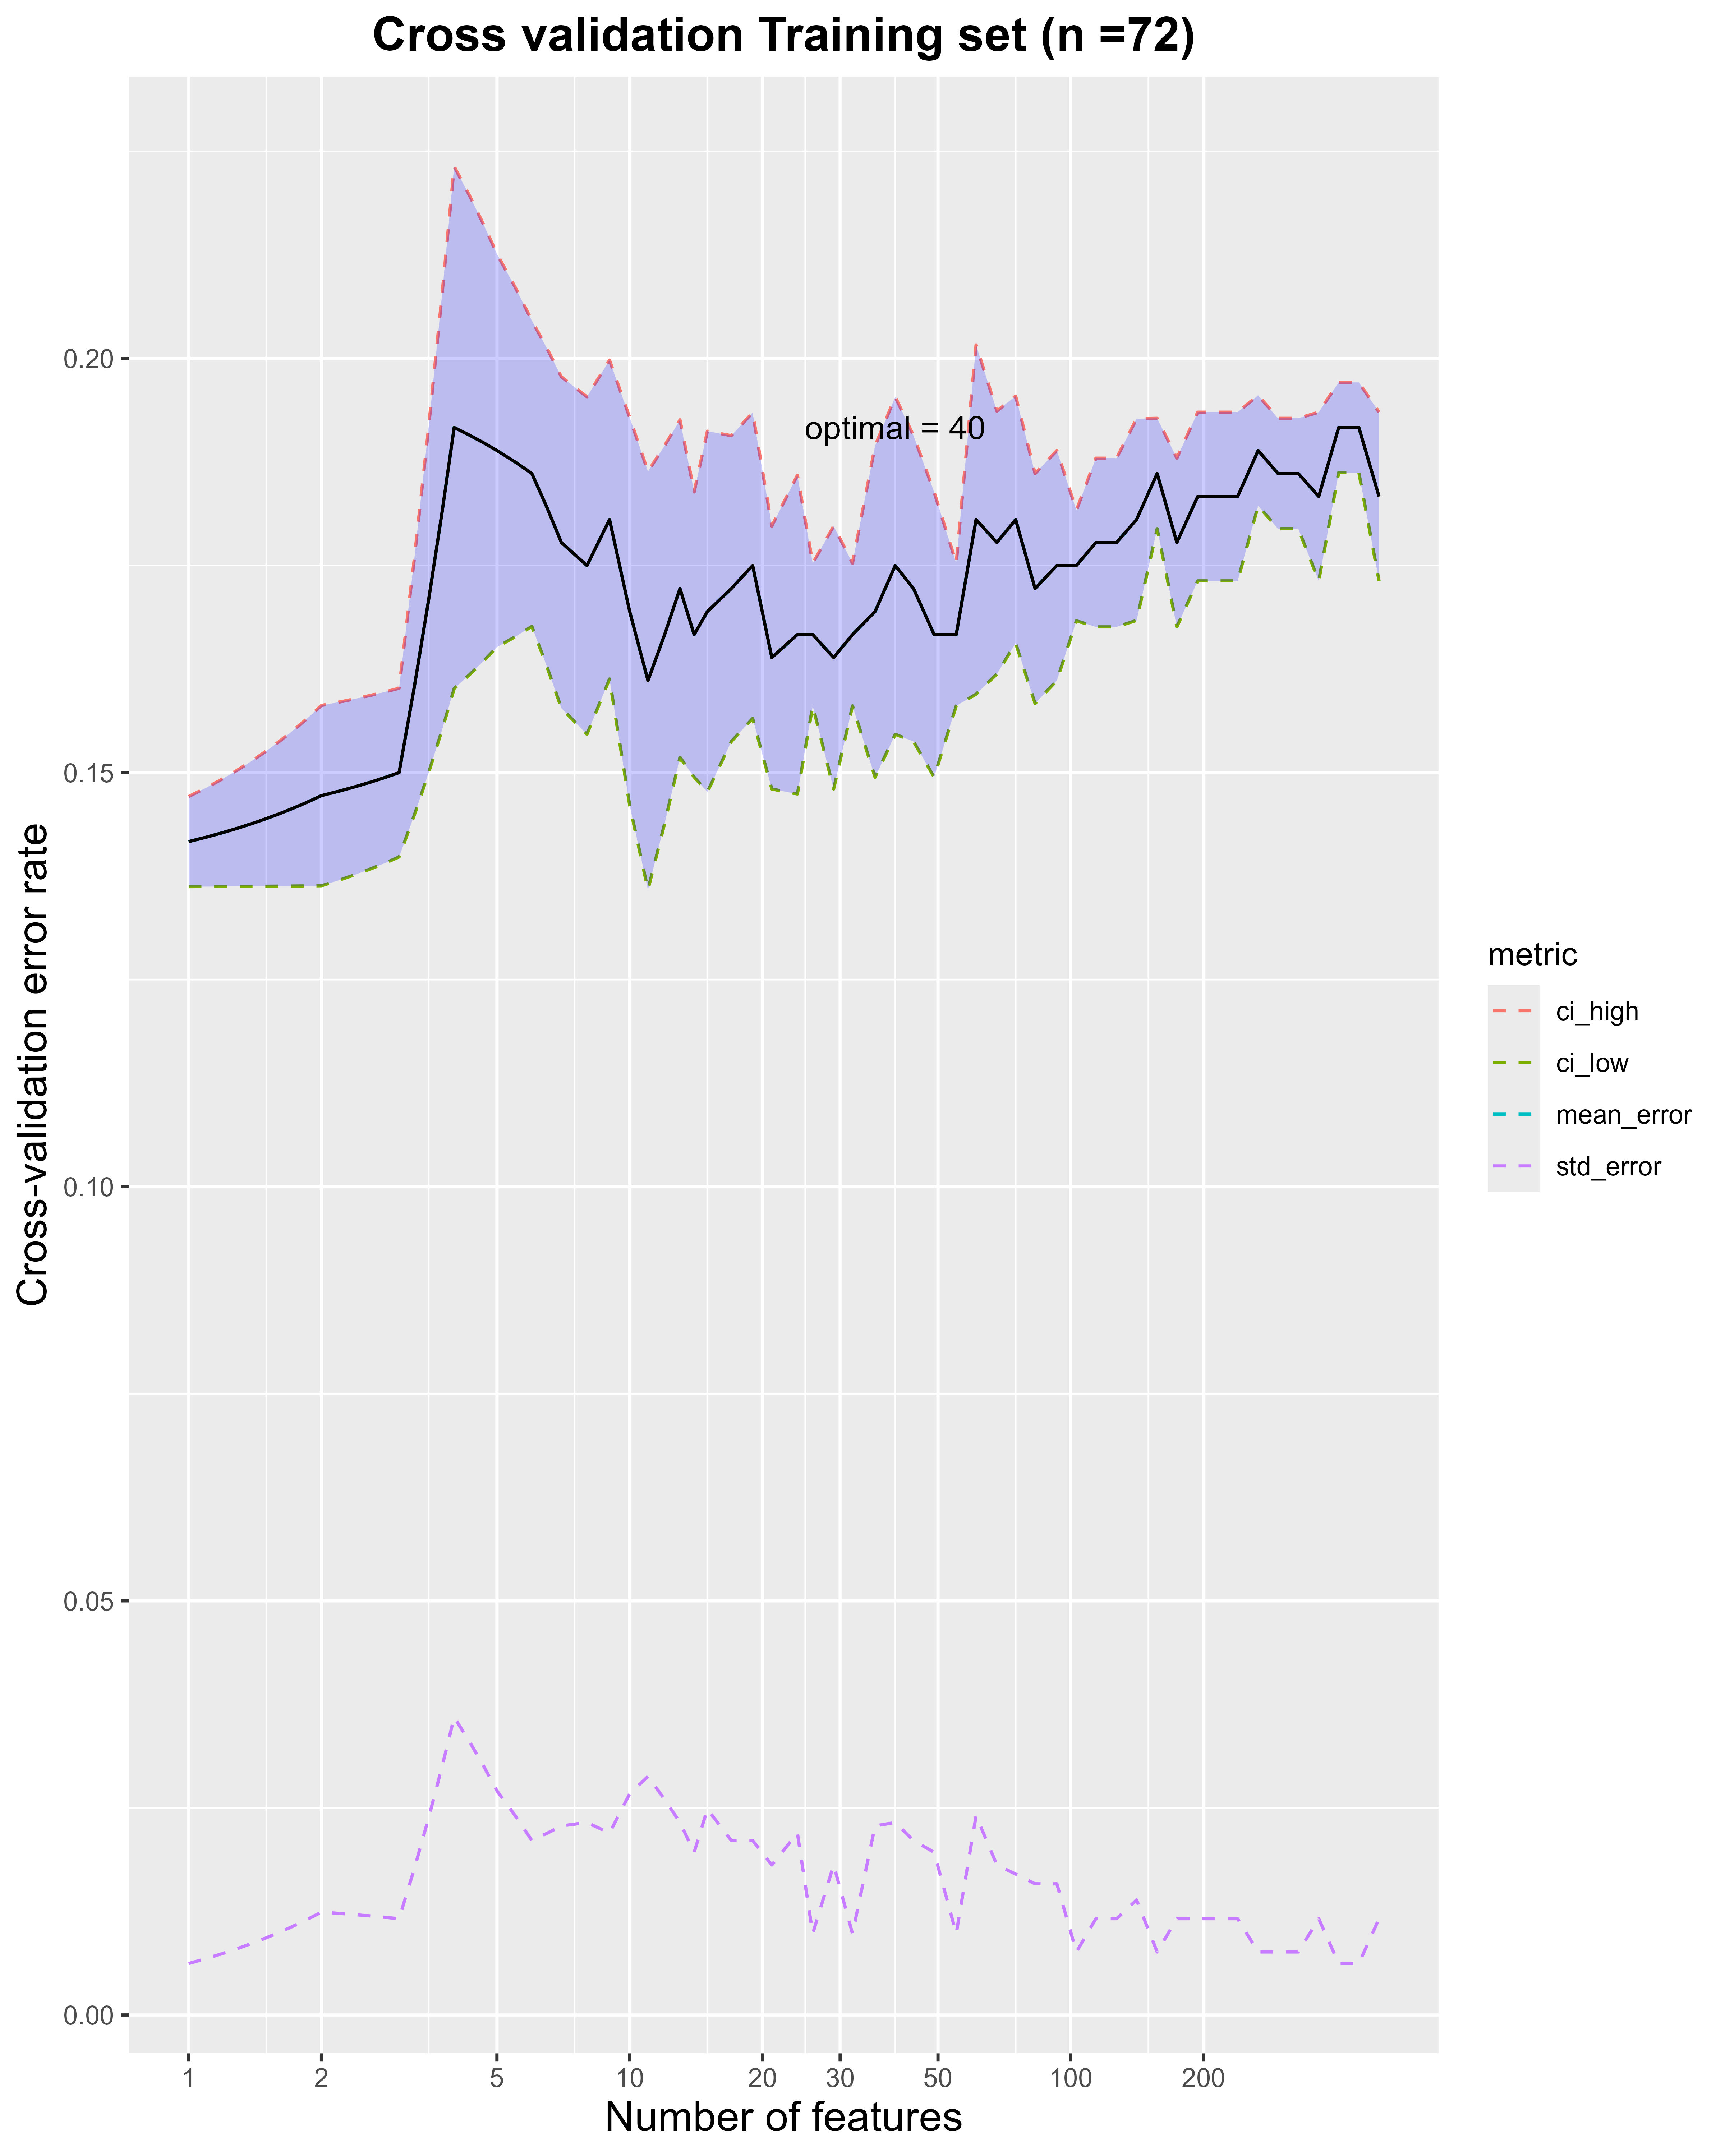 Cross validation Training set (n =72)
Cross-validation error rate
0.20
0.15
0.10
0.05
0.00
optimal = 40
1 2 5 10 20 30 50 100 200
Number of features
metric
ci_high
ci_low
mean_error
std_error